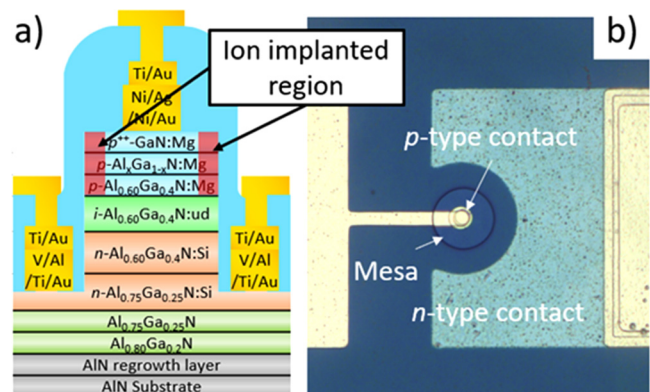 a)
Ti/Au
Ni/Ag
/Ni/Au
Ion implanted
region
p⁺⁺-GaN:Mg
p-AlₓGa₁₋ₓN:Mg
p-Al₀.₆₀Ga₀.₄N:Mg
i-Al₀.₆₀Ga₀.₄N:ud
n-Al₀.₆₀Ga₀.₄N:Si
n-Al₀.₇₅Ga₀.₂₅N:Si
Ti/Au
V/Al
/Ti/Au
Ti/Au
V/Al
/Ti/Au
Al₀.₇₅Ga₀.₂₅N
Al₀.₈₀Ga₀.₂N
AlN regrowth layer
AlN Substrate
b)
p-type contact
Mesa
n-type contact